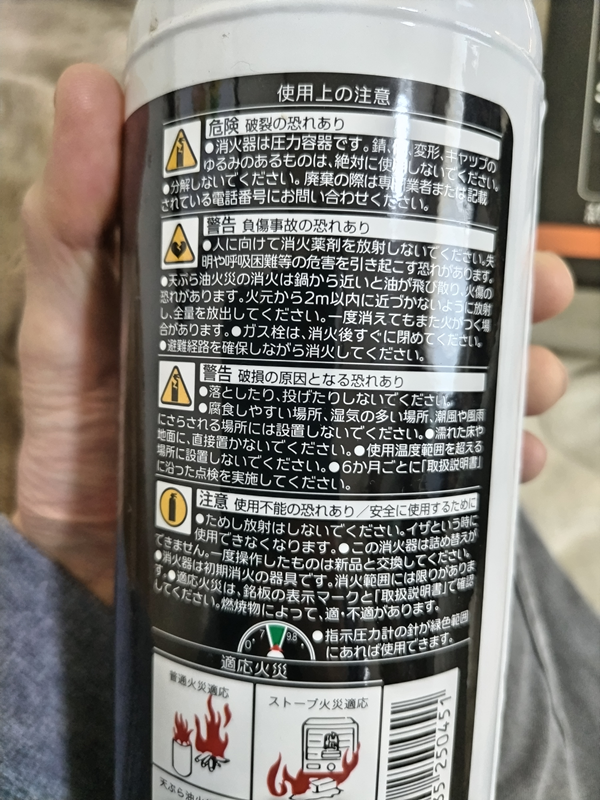 使用上の注意
危険 破裂の恐れあり
●消火器は圧力容器です。錆、傷、変形、キャップの
ゆるみのあるものは、絶対に使用しないでください。
●分解しないでください。廃棄の際は専門業者または記載
されている電話番号にお問い合わせください。
警告 負傷事故の恐れあり
●人に向けて消火薬剤を放射しないでください。失
明や呼吸困難等の危害を引き起こす恐れがあります。
●天ぷら油火災の消火は鍋から近いと油が飛び散り、火傷の
恐れがあります。火元から2m以内に近づかないように放射
し、全量を放出してください。一度消えてもまた火がつく場
合があります。●ガス栓は、消火後すぐに閉めてください。
●避難経路を確保しながら消火してください。
警告 破損の原因となる恐れあり
●落としたり、投げたりしないでください。
●腐食しやすい場所、湿気の多い場所、潮風や風雨
にさらされる場所には設置しないでください。●濡れた床や
地面に、直接置かないでください。●使用温度範囲を超える
場所に設置しないでください。●6か月ごとに「取扱説明書」
に沿った点検を実施してください。
注意 使用不能の恐れあり／安全に使用するために
●ためし放射はしないでください。イザという時に
使用できなくなります。●この消火器は詰め替えが
できません。一度操作したものは新品と交換してください。
●消火器は初期消火の器具です。消火範囲には限りがありま
す。●適応火災は、銘板の表示マークと「取扱説明書」で確認
してください。燃焼物によって、適・不適があります。
0 7 9.8
●指示圧力計の針が緑色範囲
にあれば使用できます。
適応火災
普通火災適応
ストーブ火災適応
天ぷら油火
55"250451